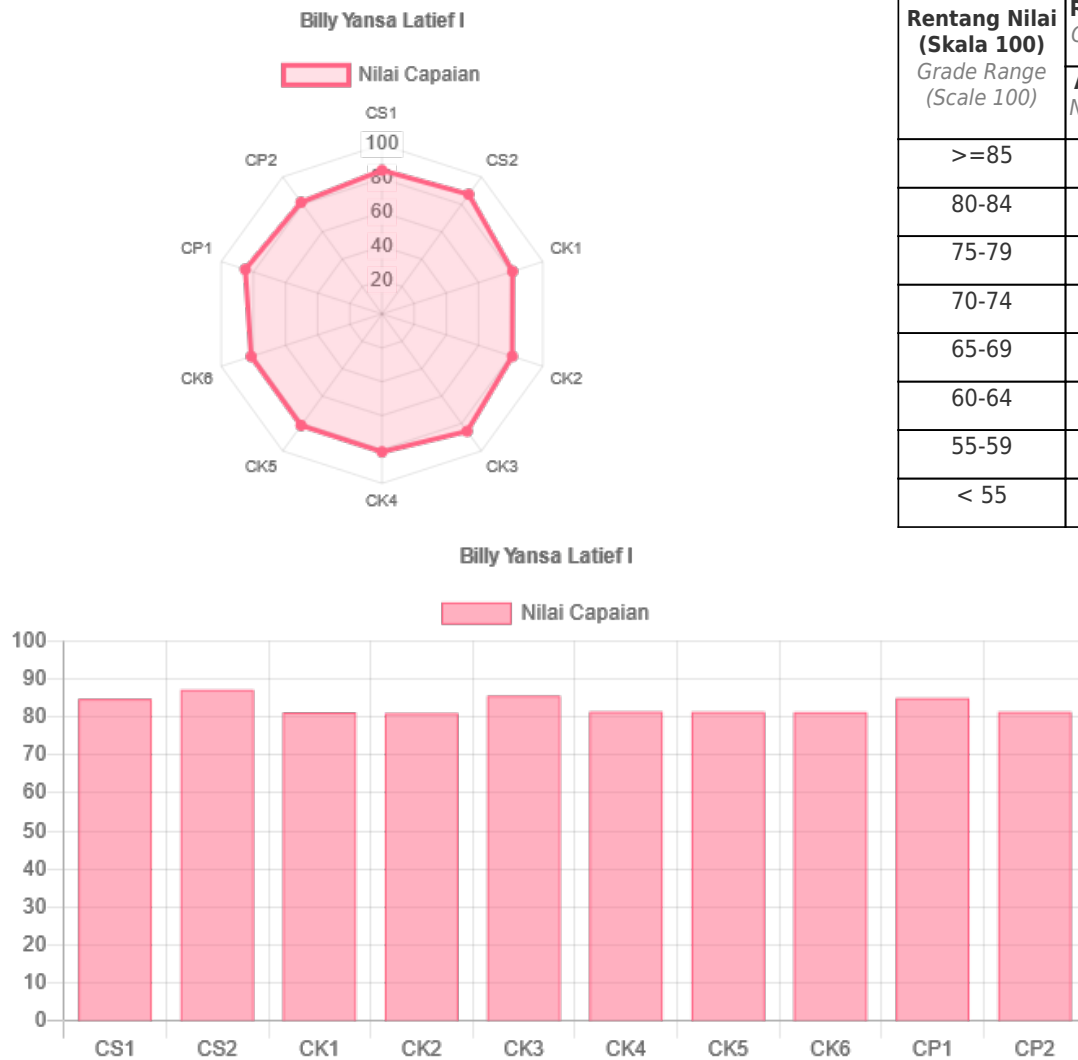 Billy Yansa Latief I
Nilai Capaian
CS1
CS2
CK1
CK2
CK3
CK4
CK5
CK6
CP1
CP2
100
80
60
40
20
Rentang Nilai
(Skala 100)
Grade Range
(Scale 100)
>=85
80-84
75-79
70-74
65-69
60-64
55-59
< 55
Billy Yansa Latief I
Nilai Capaian
100
90
80
70
60
50
40
30
20
10
0
CS1 CS2 CK1 CK2 CK3 CK4 CK5 CK6 CP1 CP2